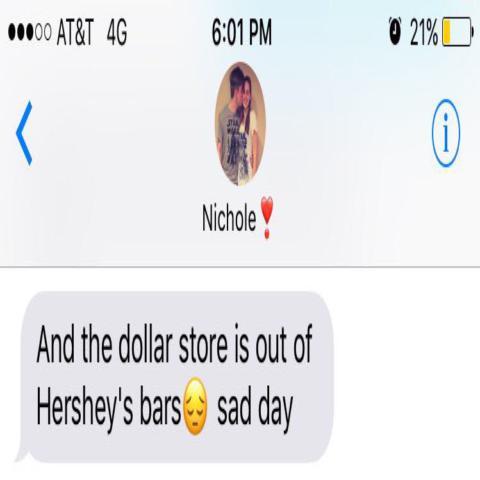 AT&T 4G 6:01 PM 21%
Nichole❣️
And the dollar store is out of
Hershey's bars😔 sad day